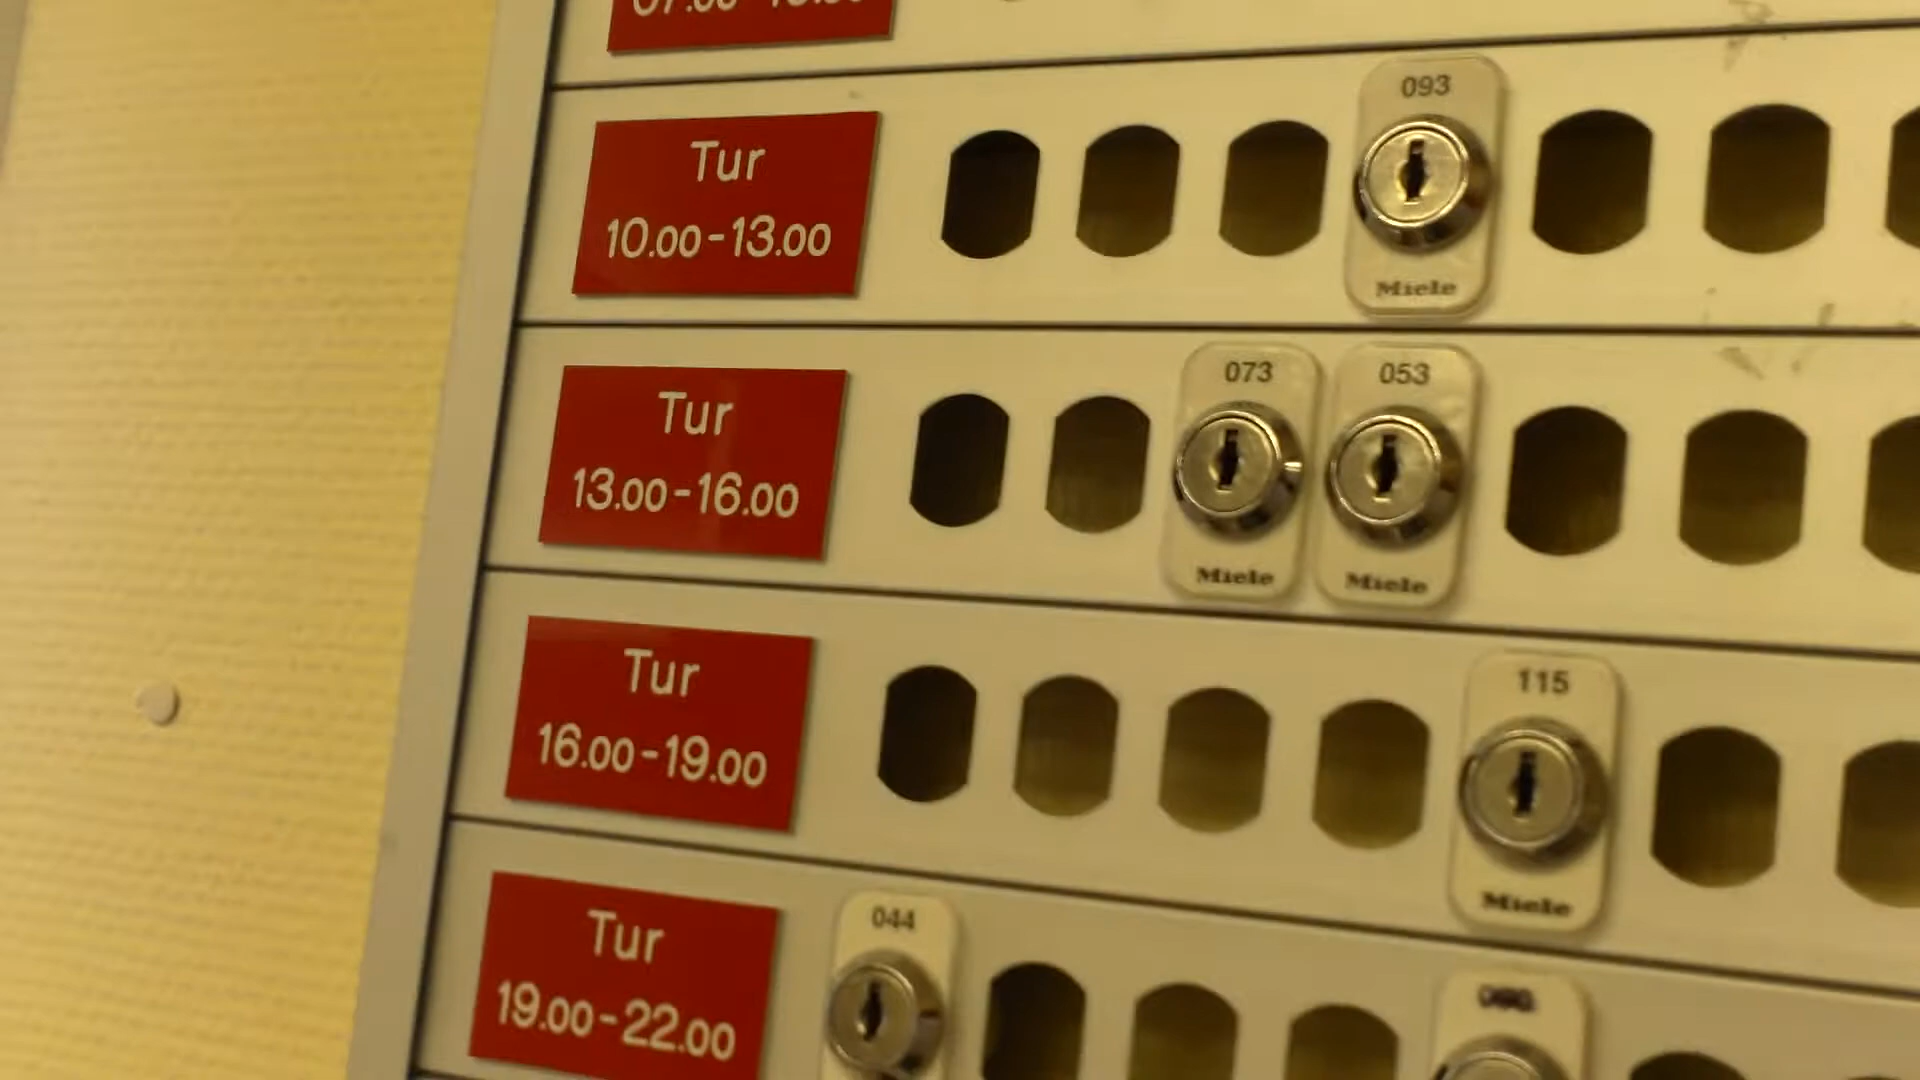 Tur
10.00-13.00
093
Miele
Tur
13.00-16.00
073
Miele
053
Miele
Tur
16.00-19.00
115
Miele
Tur
19.00-22.00
044